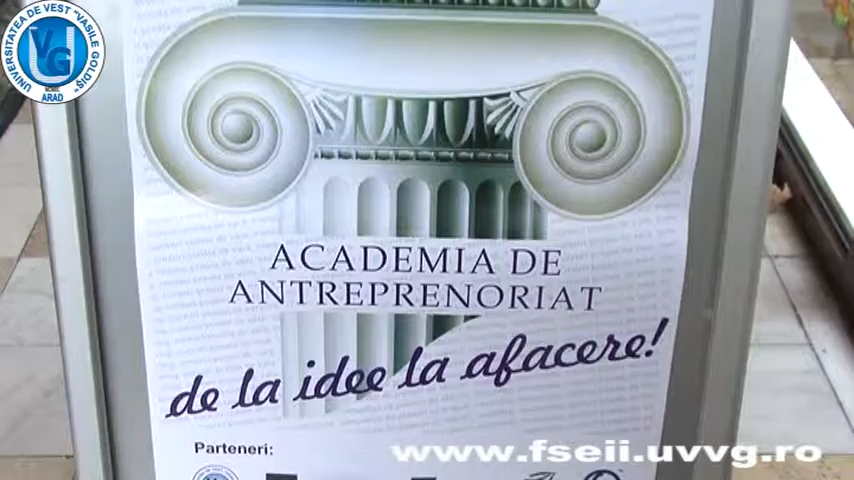 UNIVERSITATEA DE VEST "VASILE GOLDIŞ"
VG
ARAD
ACADEMIA DE
ANTREPRENORIAT
de la idee la afacere!
Parteneri:
www.fseii.uvvg.ro